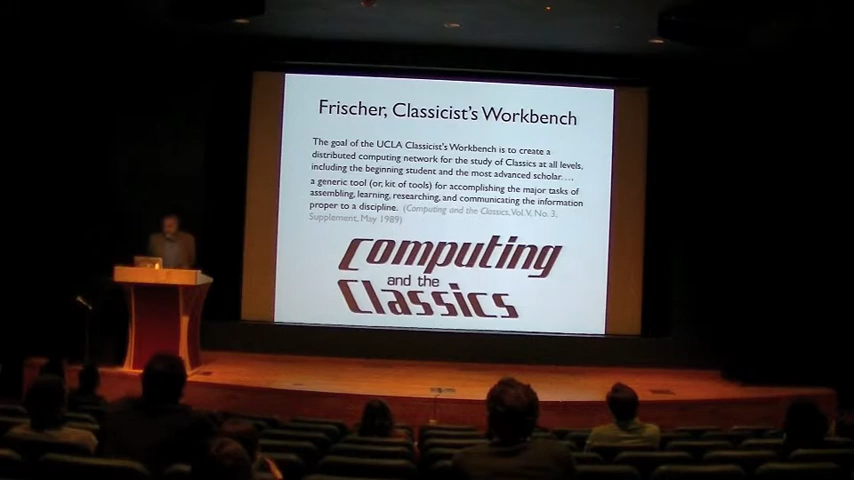 Frischer, Classicist's Workbench
The goal of the UCLA Classicist's Workbench is to create a
distributed computing network for the study of Classics at all levels,
including the beginning student and the most advanced scholar. . . ,
a generic tool (or, kit of tools) for accomplishing the major tasks of
assembling, learning, researching, and communicating the information
proper to a discipline. (Computing and the Classics, Vol. V, No. 3,
Supplement, May 1989)
Computing
and the
Classics